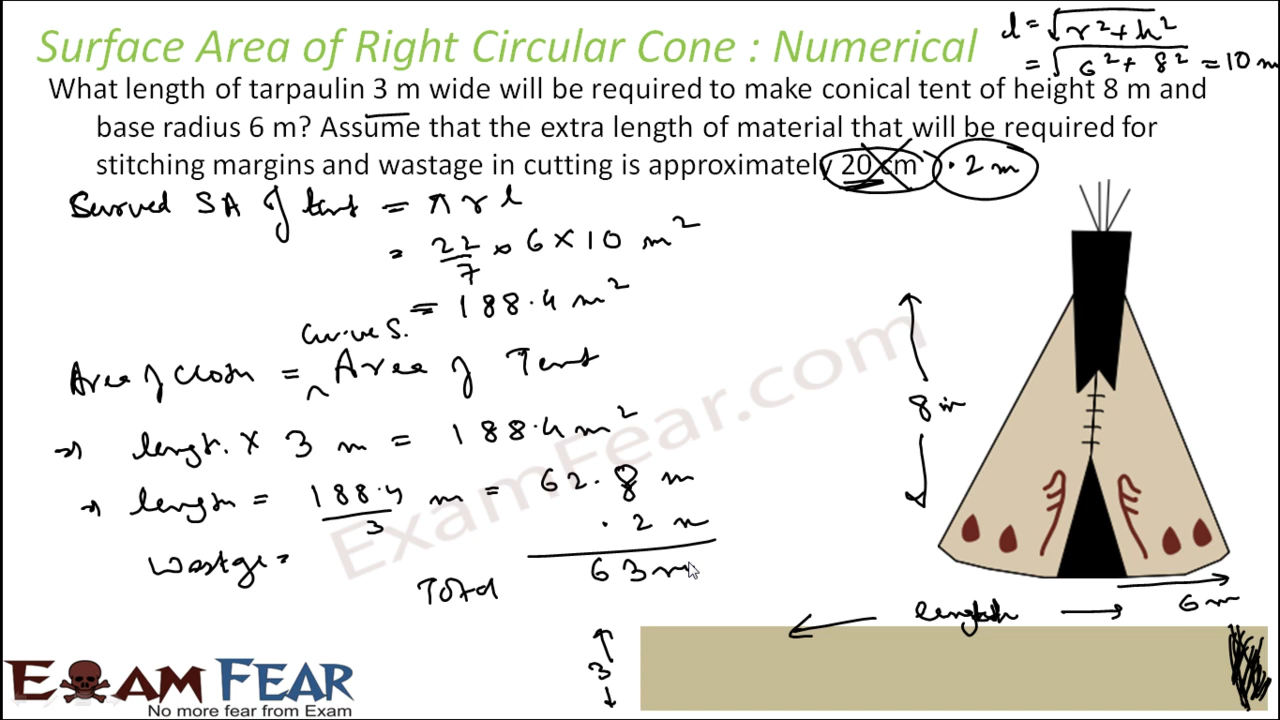 Surface Area of Right Circular Cone : Numerical
l = √r² + h²
= √6² + 8² = 10 m
What length of tarpaulin 3 m wide will be required to make conical tent of height 8 m and
base radius 6 m? Assume that the extra length of material that will be required for
stitching margins and wastage in cutting is approximately 20 cm .2 m
Curved SA of tent = π r l
= 22/7 × 6 × 10 m²
= 188.4 m²
Curve S.
Area of cloth = Area of Tent
⇒ length × 3 m = 188.4 m²
⇒ length = 188.4/3 m = 62.8 m
Wastge = .2 m
Total 63 m
8 m
6 m
length
3
EXAM FEAR
No more fear from Exam
ExamFear.com